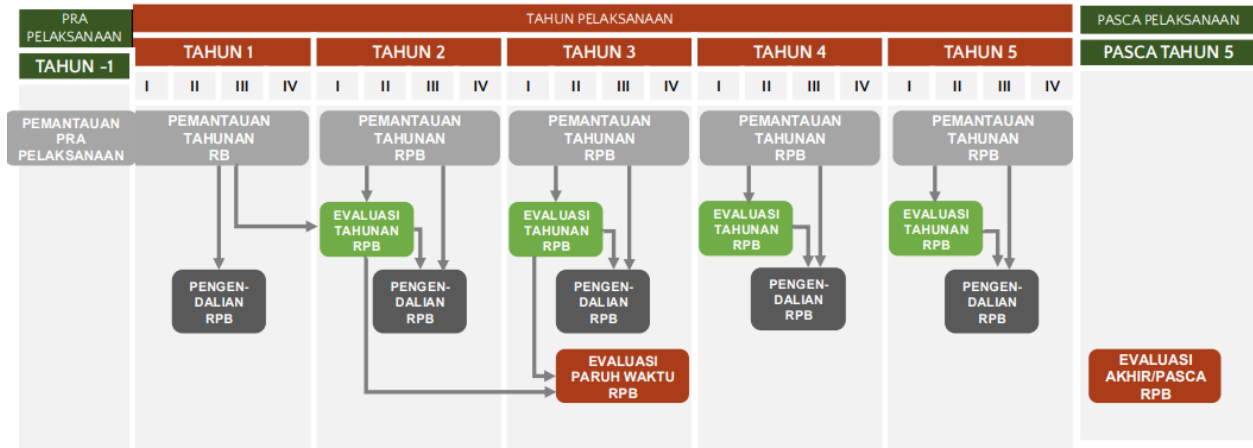 PRA
PELAKSANAAN
TAHUN PELAKSANAAN
PASCA PELAKSANAAN
TAHUN -1
TAHUN 1
TAHUN 2
TAHUN 3
TAHUN 4
TAHUN 5
PASCA TAHUN 5
I II III IV I II III IV I II III IV I II III IV I II III IV
PEMANTAUAN
PRA
PELAKSANAAN
PEMANTAUAN
TAHUNAN
RB
PEMANTAUAN
TAHUNAN
RPB
PEMANTAUAN
TAHUNAN
RPB
PEMANTAUAN
TAHUNAN
RPB
PEMANTAUAN
TAHUNAN
RPB
EVALUASI
TAHUNAN
RPB
EVALUASI
TAHUNAN
RPB
EVALUASI
TAHUNAN
RPB
EVALUASI
TAHUNAN
RPB
PENGEN-
DALIAN
RPB
PENGEN-
DALIAN
RPB
PENGEN-
DALIAN
RPB
PENGEN-
DALIAN
RPB
PENGEN-
DALIAN
RPB
EVALUASI
PARUH WAKTU
RPB
EVALUASI
AKHIR/PASCA
RPB